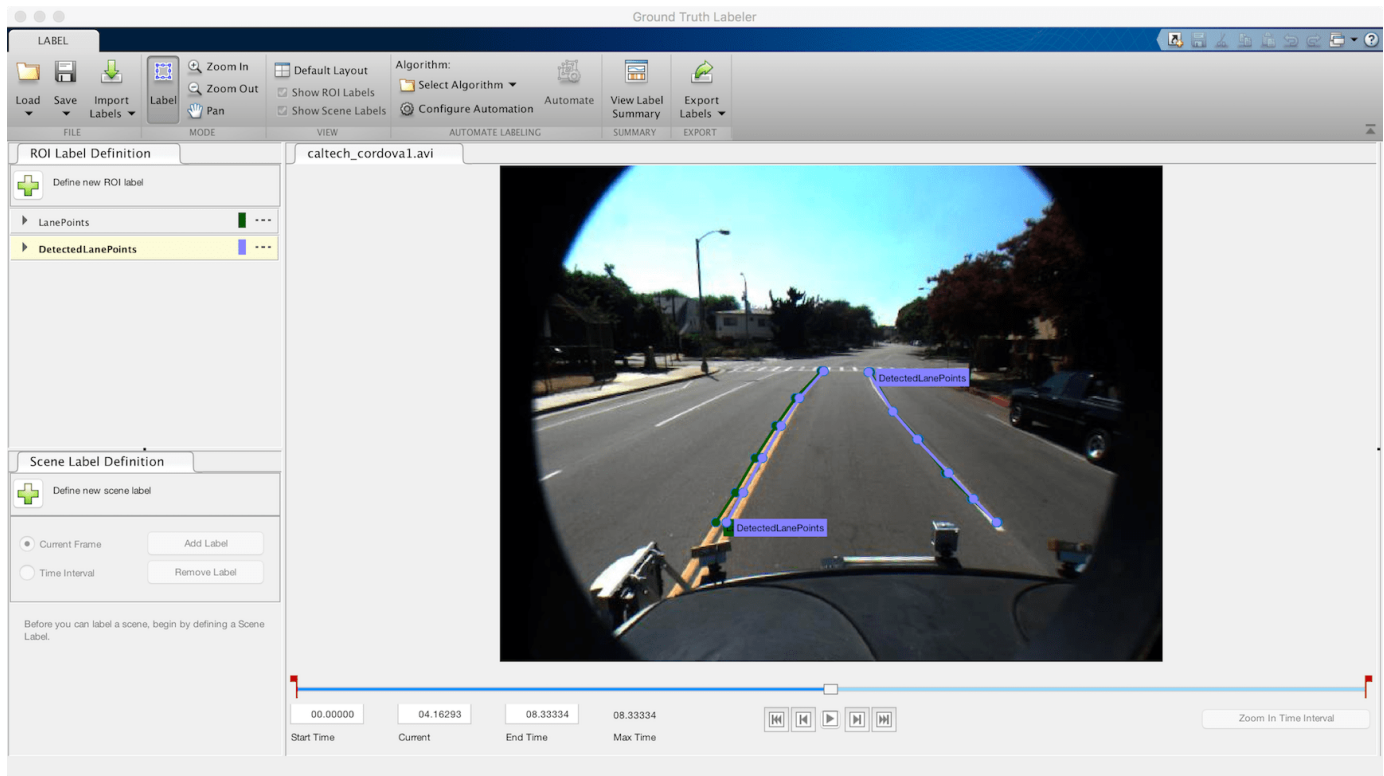 Ground Truth Labeler
LABEL
Load
Save
Import
Labels
FILE
Label
Zoom In
Zoom Out
Pan
MODE
Default Layout
Show ROI Labels
Show Scene Labels
VIEW
Algorithm:
Select Algorithm
Configure Automation
Automate
AUTOMATE LABELING
View Label
Summary
SUMMARY
Export
Labels
EXPORT
ROI Label Definition
Define new ROI label
LanePoints
DetectedLanePoints
Scene Label Definition
Define new scene label
Current Frame
Add Label
Time Interval
Remove Label
Before you can label a scene, begin by defining a Scene
Label.
caltech_cordova1.avi
DetectedLanePoints
DetectedLanePoints
00.00000
04.16293
08.33334
08.33334
Start Time
Current
End Time
Max Time
Zoom In Time Interval